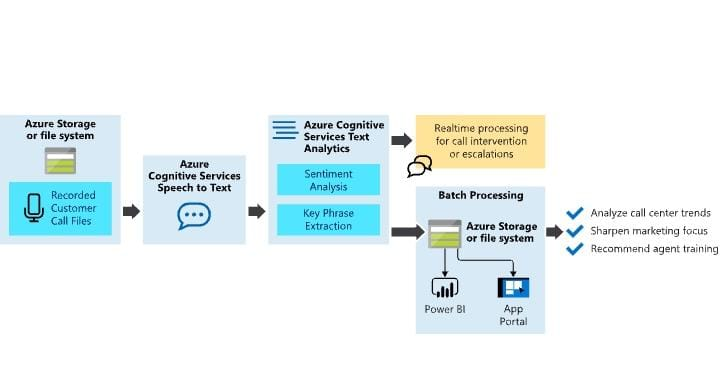 Azure Storage
or file system
Recorded
Customer
Call Files
Azure
Cognitive Services
Speech to Text
Azure Cognitive
Services Text
Analytics
Sentiment
Analysis
Key Phrase
Extraction
Realtime processing
for call intervention
or escalations
Batch Processing
Azure Storage
or file system
Power BI
App
Portal
Analyze call center trends
Sharpen marketing focus
Recommend agent training